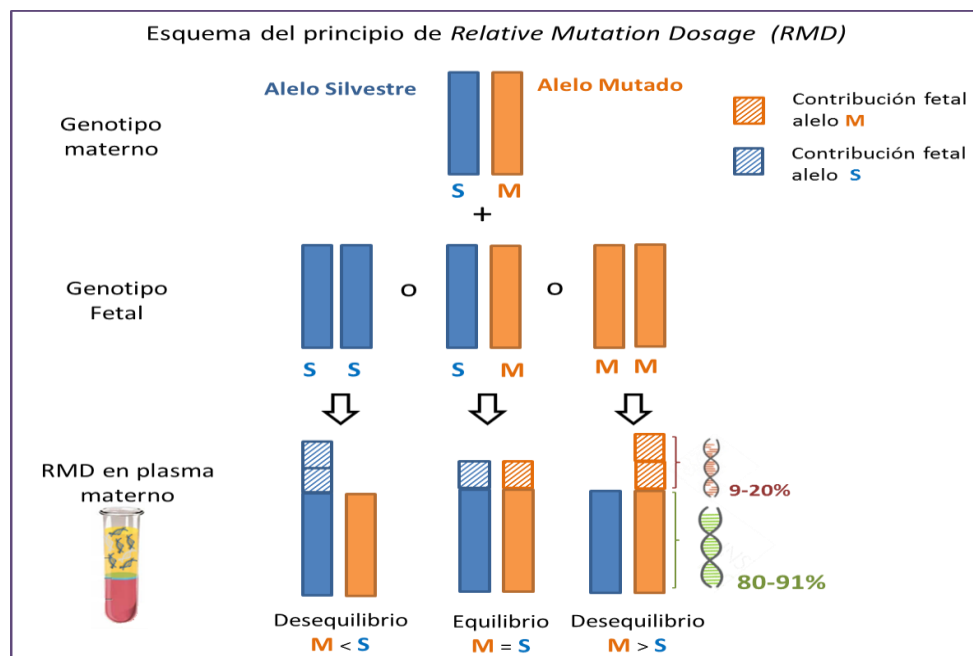 Esquema del principio de Relative Mutation Dosage (RMD)
Alelo Silvestre
Alelo Mutado
Genotipo
materno
Contribución fetal
alelo M
Contribución fetal
alelo S
S M
+
Genotipo
Fetal
o o
S S S M M M
RMD en plasma
materno
9-20%
80-91%
Desequilibrio
M < S
Equilibrio
M = S
Desequilibrio
M > S